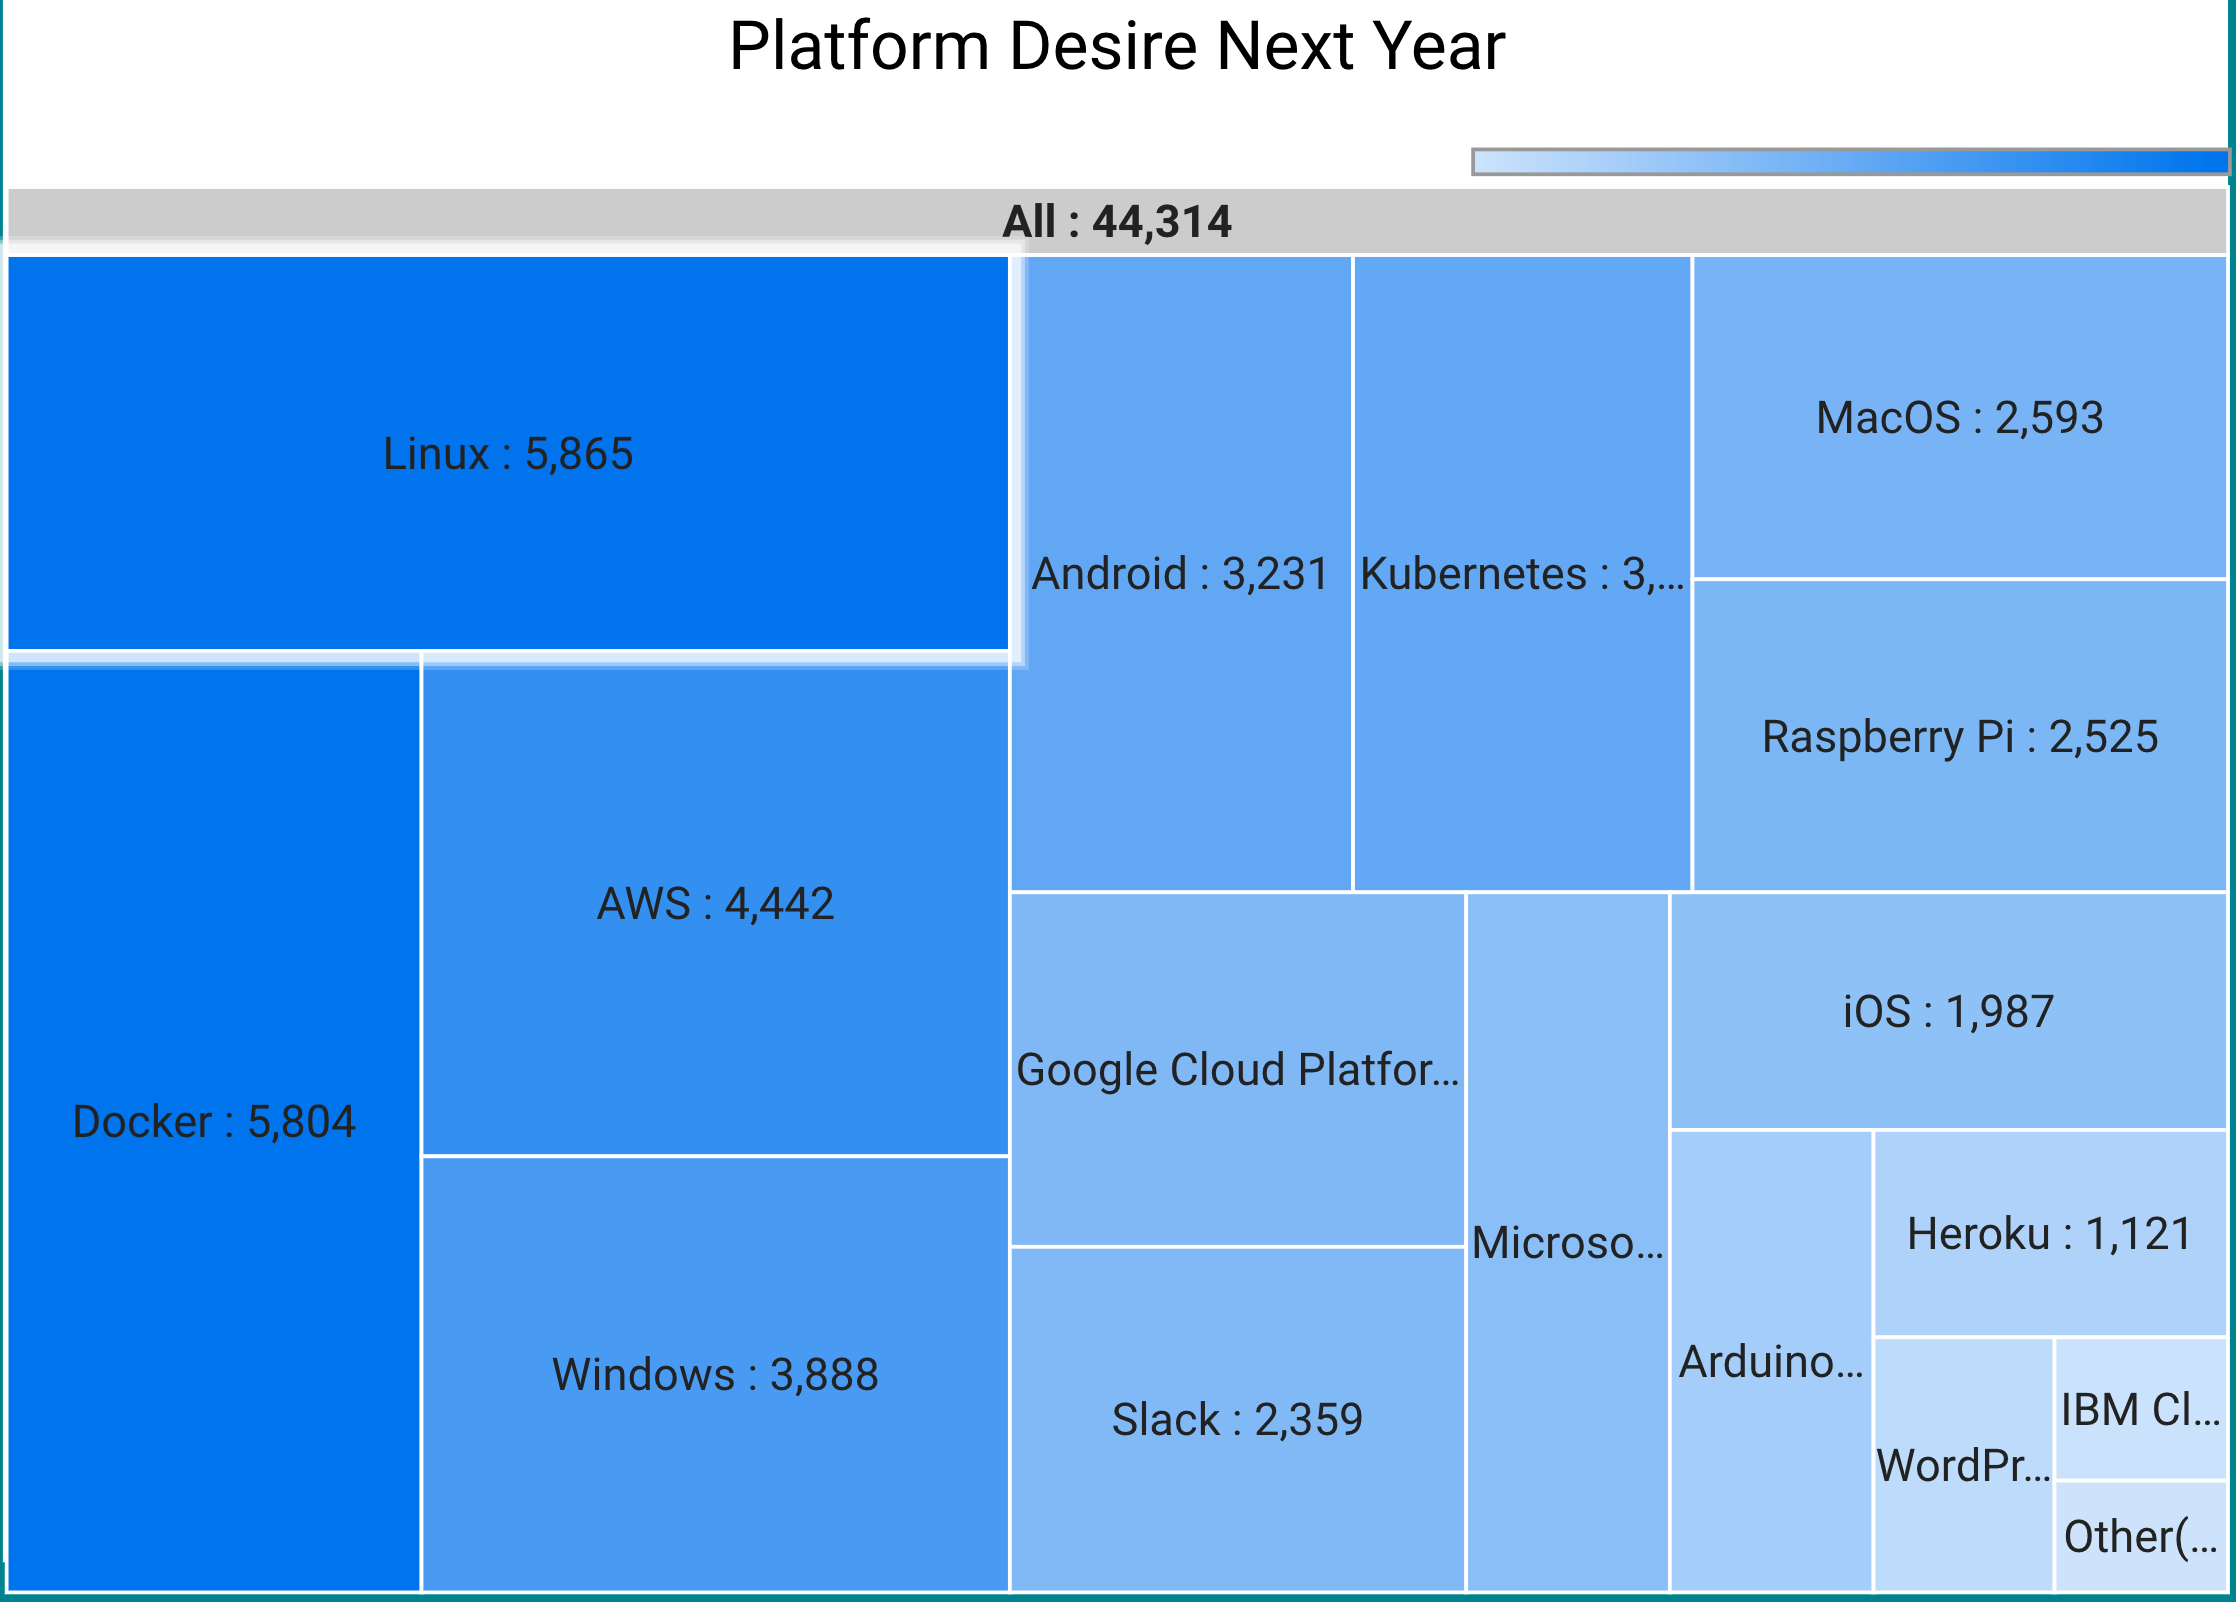 Platform Desire Next Year
All : 44,314
Linux : 5,865
Android : 3,231
Kubernetes : 3,...
MacOS : 2,593
Raspberry Pi : 2,525
Docker : 5,804
AWS : 4,442
Windows : 3,888
Google Cloud Platfor...
Slack : 2,359
Microso...
iOS : 1,987
Arduino...
Heroku : 1,121
WordPr...
IBM Cl...
Other(...